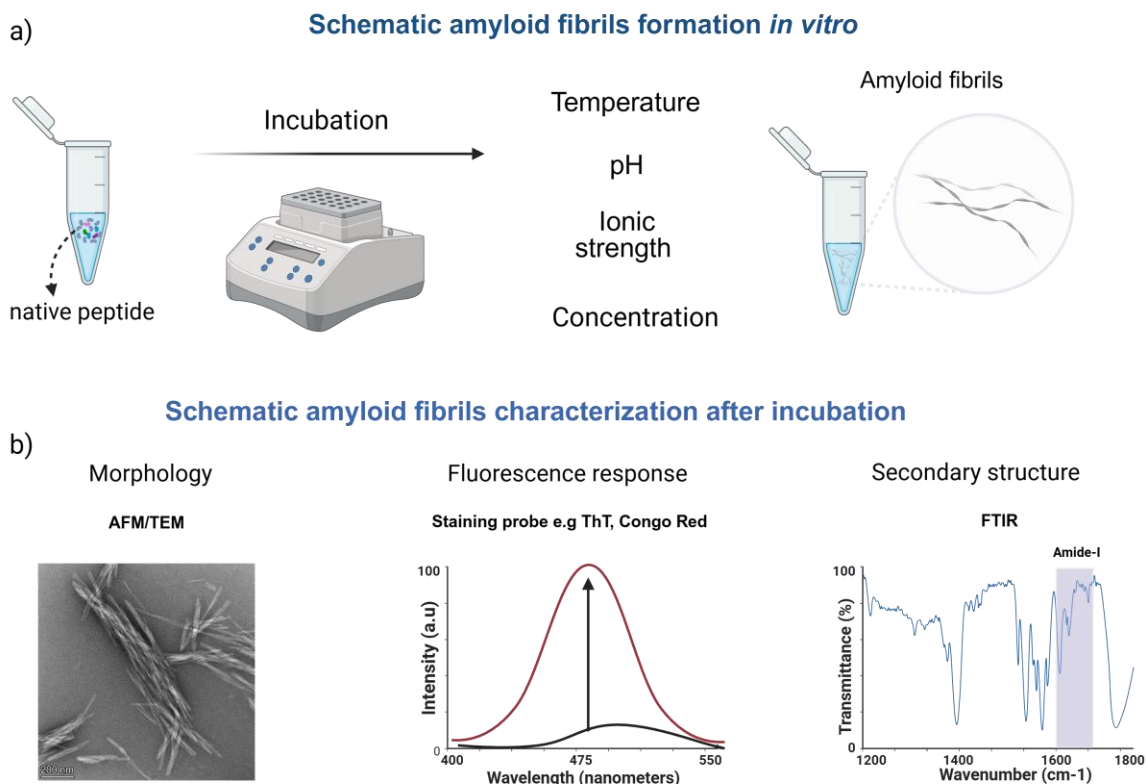 a)
Schematic amyloid fibrils formation in vitro
Incubation
native peptide
Temperature
pH
Ionic
strength
Concentration
Amyloid fibrils
Schematic amyloid fibrils characterization after incubation
b)
Morphology
AFM/TEM
200 nm
Fluorescence response
Staining probe e.g ThT, Congo Red
100
Intensity (a.u)
0
400
475
550
Wavelength (nanometers)
Secondary structure
FTIR
Amide-I
100
Transmittance (%)
0
1200
1400
1600
1800
Wavenumber (cm-1)